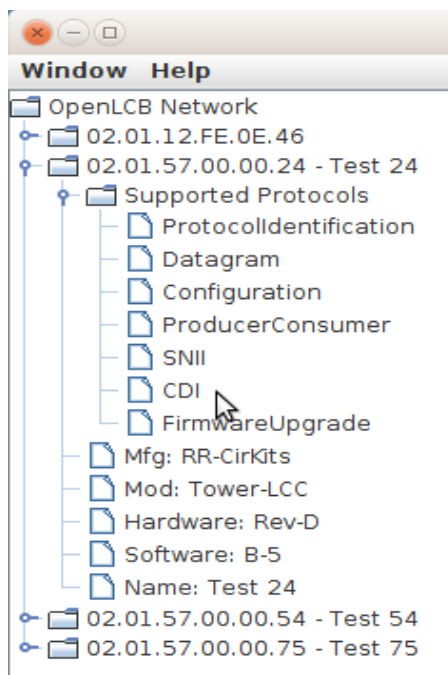 Window Help
OpenLCB Network
02.01.12.FE.0E.46
02.01.57.00.00.24 - Test 24
Supported Protocols
ProtocolIdentification
Datagram
Configuration
ProducerConsumer
SNII
CDI
FirmwareUpgrade
Mfg: RR-CirKits
Mod: Tower-LCC
Hardware: Rev-D
Software: B-5
Name: Test 24
02.01.57.00.00.54 - Test 54
02.01.57.00.00.75 - Test 75